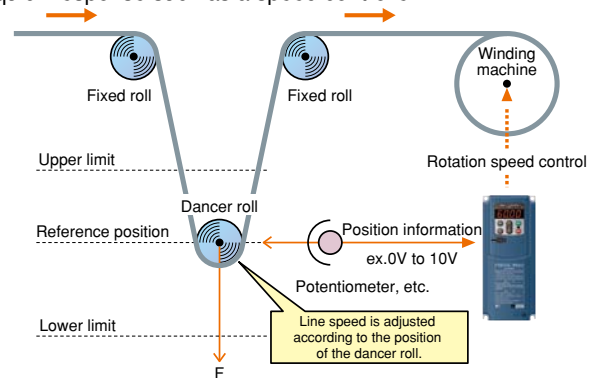 Winding
machine
Fixed roll
Fixed roll
Upper limit
Rotation speed control
Dancer roll
Reference position
Position information
ex.0V to 10V
Potentiometer, etc.
Line speed is adjusted
according to the position
of the dancer roll.
Lower limit
F